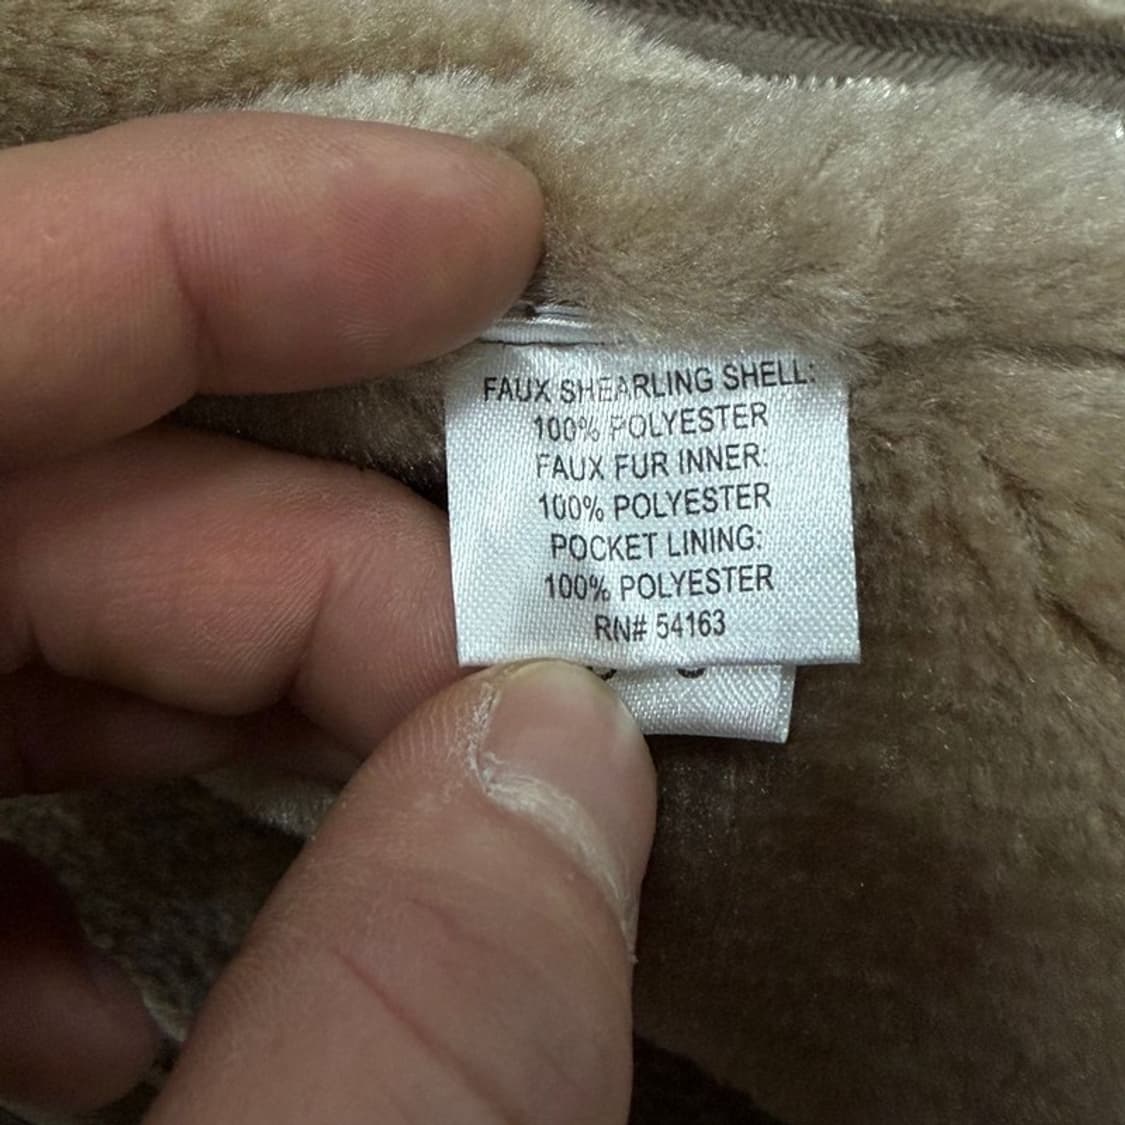 FAUX SHEARLING SHELL:
100% POLYESTER
FAUX FUR INNER:
100% POLYESTER
POCKET LINING:
100% POLYESTER
RN# 54163